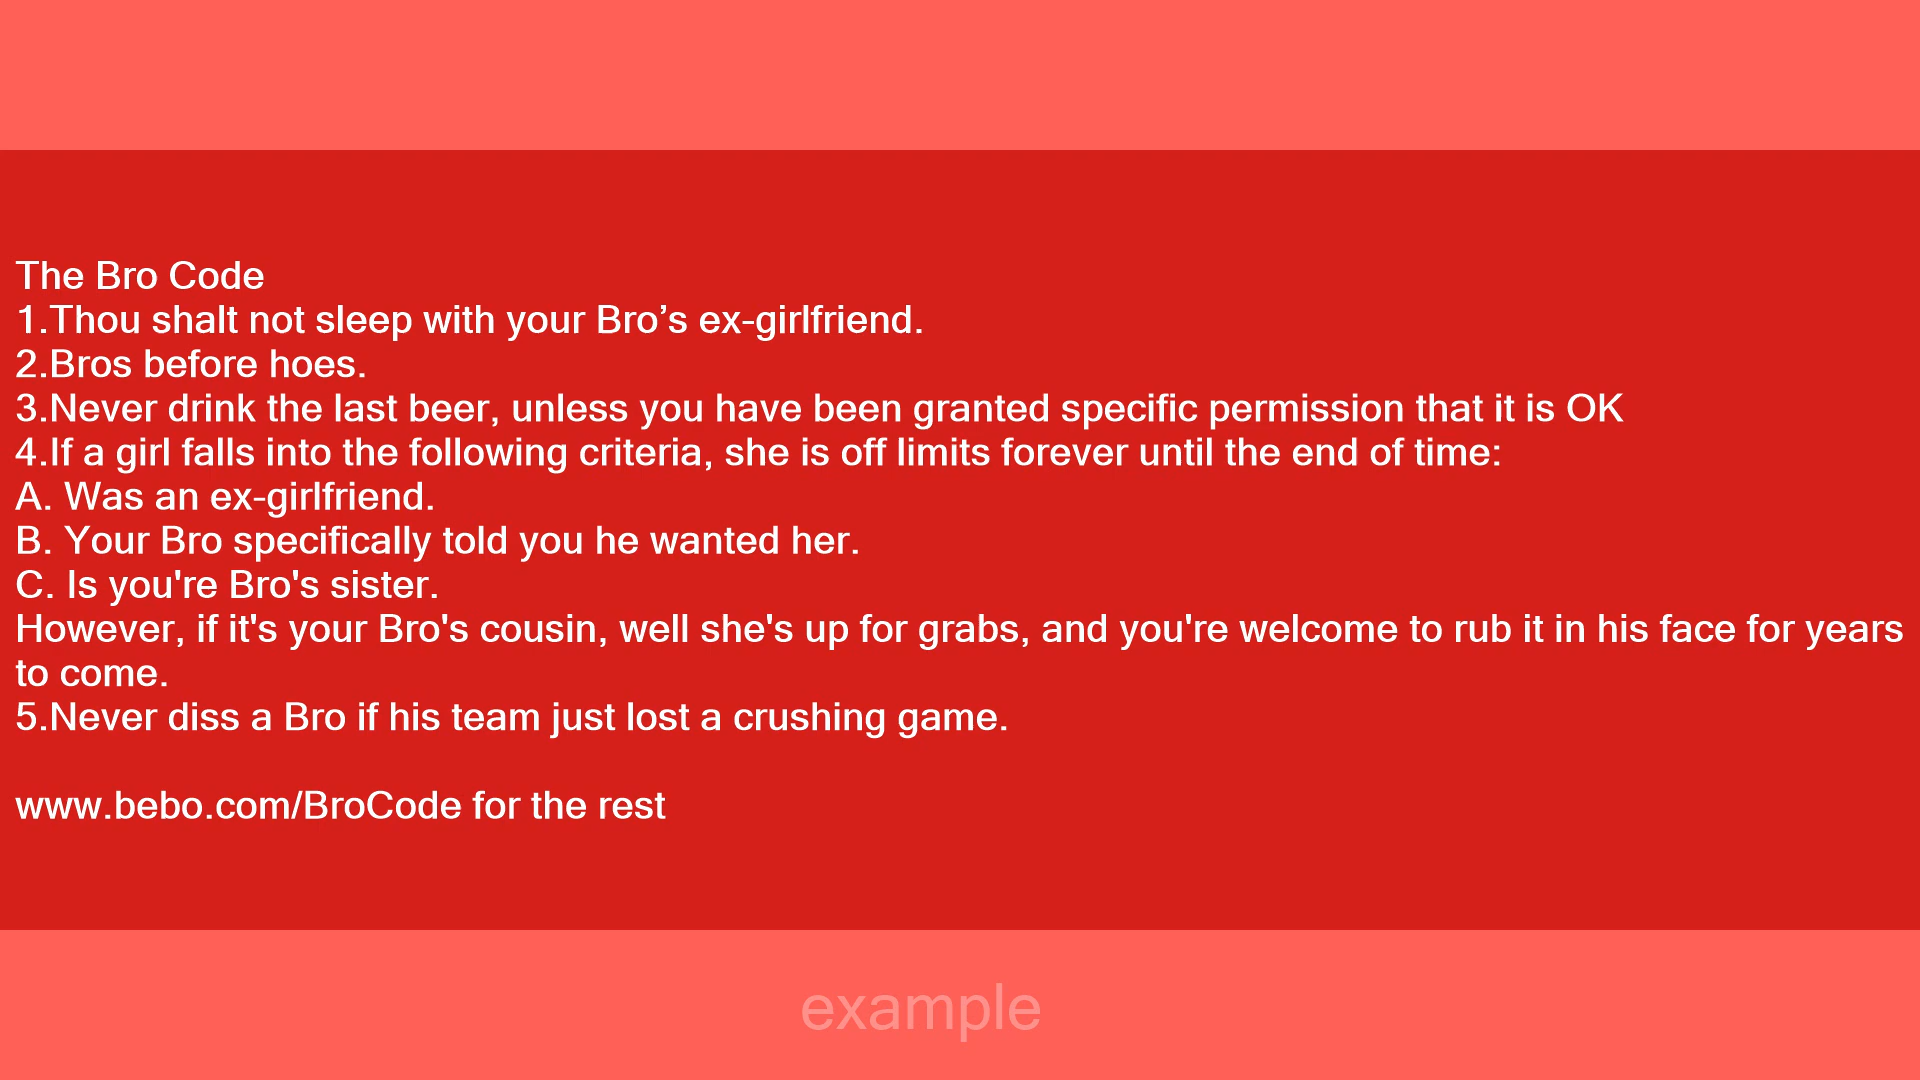 The Bro Code
1.Thou shalt not sleep with your Bro’s ex-girlfriend.
2.Bros before hoes.
3.Never drink the last beer, unless you have been granted specific permission that it is OK
4.If a girl falls into the following criteria, she is off limits forever until the end of time:
A. Was an ex-girlfriend.
B. Your Bro specifically told you he wanted her.
C. Is you're Bro's sister.
However, if it's your Bro's cousin, well she's up for grabs, and you're welcome to rub it in his face for years
to come.
5.Never diss a Bro if his team just lost a crushing game.
www.bebo.com/BroCode for the rest
example